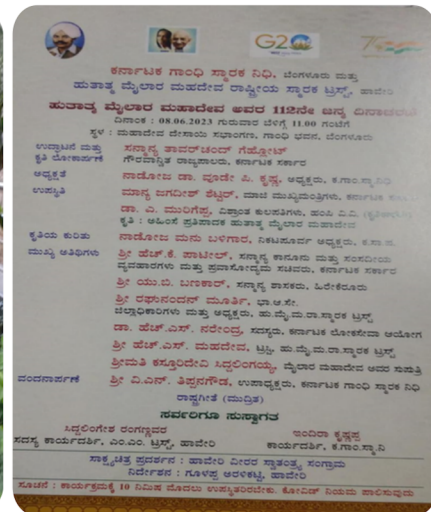 G20
ಕರ್ನಾಟಕ ಗಾಂಧಿ ಸ್ಮಾರಕ ನಿಧಿ, ಬೆಂಗಳೂರು ಮತ್ತು
ಹುತಾತ್ಮ ಮೈಲಾರ ಮಹದೇವ ರಾಷ್ಟ್ರೀಯ ಸ್ಮಾರಕ ಟ್ರಸ್ಟ್, ಹಾವೇರಿ
ಹುತಾತ್ಮ ಮೈಲಾರ ಮಹಾದೇವ ಅವರ 112ನೇ ಜನ್ಮ ದಿನಾಚರಣೆ
ದಿನಾಂಕ : 08.06.2023 ಗುರುವಾರ ಬೆಳಿಗ್ಗೆ 11.00 ಗಂಟೆಗೆ
ಸ್ಥಳ : ಮಹಾದೇವ ದೇಸಾಯಿ ಸಭಾಂಗಣ, ಗಾಂಧಿ ಭವನ, ಬೆಂಗಳೂರು
ಉದ್ಘಾಟನೆ ಮತ್ತು ಸನ್ಮಾನ್ಯ ತಾವರ್‌ಚಂದ್ ಗೆಹ್ಲೋಟ್
ಕೃತಿ ಲೋಕಾರ್ಪಣೆ ಗೌರವಾನ್ವಿತ ರಾಜ್ಯಪಾಲರು, ಕರ್ನಾಟಕ ಸರ್ಕಾರ
ಅಧ್ಯಕ್ಷತೆ ನಾಡೋಜ ಡಾ. ವೂಡೇ ಪಿ. ಕೃಷ್ಣ, ಅಧ್ಯಕ್ಷರು, ಕ.ಗಾಂ.ಸ್ಮಾ.ನಿಧಿ
ಉಪಸ್ಥಿತಿ ಮಾನ್ಯ ಜಗದೀಶ್ ಶೆಟ್ಟರ್, ಮಾಜಿ ಮುಖ್ಯಮಂತ್ರಿಗಳು, ಕರ್ನಾಟಕ
ಡಾ. ಎ. ಮುರಿಗೆಪ್ಪ, ವಿಶ್ರಾಂತ ಕುಲಪತಿಗಳು, ಹಂಪಿ ವಿ.ವಿ.
ಕೃತಿ : ಅಹಿಂಸೆ ಪ್ರತಿಪಾದಕ ಹುತಾತ್ಮ ಮೈಲಾರ ಮಹಾದೇವ
ಕೃತಿಯ ಕುರಿತು ನಾಡೋಜ ಮನು ಬಳಿಗಾರ, ನಿಕಟಪೂರ್ವ ಅಧ್ಯಕ್ಷರು, ಕ.ಸಾ.ಪ.
ಮುಖ್ಯ ಅತಿಥಿಗಳು ಶ್ರೀ ಹೆಚ್.ಕೆ. ಪಾಟೀಲ್, ಸನ್ಮಾನ್ಯ ಕಾನೂನು ಮತ್ತು ಸಂಸದೀಯ
ವ್ಯವಹಾರಗಳು ಮತ್ತು ಪ್ರವಾಸೋದ್ಯಮ ಸಚಿವರು, ಕರ್ನಾಟಕ ಸರ್ಕಾರ
ಶ್ರೀ ಯು.ಬಿ. ಬಣಕಾರ್, ಸನ್ಮಾನ್ಯ ಶಾಸಕರು, ಹಿರೇಕೆರೂರು
ಶ್ರೀ ರಘುನಂದನ್ ಮೂರ್ತಿ, ಭಾ.ಆ.ಸೇ.
ಜಿಲ್ಲಾಧಿಕಾರಿಗಳು ಮತ್ತು ಅಧ್ಯಕ್ಷರು, ಹು.ಮೈ.ಮ.ರಾ.ಸ್ಮಾರಕ ಟ್ರಸ್ಟ್
ಡಾ. ಹೆಚ್.ಎಸ್. ನರೇಂದ್ರ, ಸದಸ್ಯರು, ಕರ್ನಾಟಕ ಲೋಕಸೇವಾ ಆಯೋಗ
ಶ್ರೀ ಹೆಚ್.ಎಸ್. ಮಹದೇವ, ಟ್ರಸ್ಟಿ, ಹು.ಮೈ.ಮ.ರಾ.ಸ್ಮಾರಕ ಟ್ರಸ್ಟ್
ಶ್ರೀಮತಿ ಕಸ್ತೂರಿದೇವಿ ಸಿದ್ದಲಿಂಗಯ್ಯ, ಮೈಲಾರ ಮಹದೇವ ಅವರ ಸುಪುತ್ರಿ
ವಂದನಾರ್ಪಣೆ ಶ್ರೀ ವಿ.ಎನ್. ತಿಪ್ಪನಗೌಡ, ಉಪಾಧ್ಯಕ್ಷರು, ಕರ್ನಾಟಕ ಗಾಂಧಿ ಸ್ಮಾರಕ ನಿಧಿ
ರಾಷ್ಟ್ರಗೀತೆ (ಮುದ್ರಿತ)
ಸರ್ವರಿಗೂ ಸುಸ್ವಾಗತ
ಸಿದ್ದಲಿಂಗೇಶ ರಂಗಣ್ಣವರ ಇಂದಿರಾ ಕೃಷ್ಣಪ್ಪ
ಸದಸ್ಯ ಕಾರ್ಯದರ್ಶಿ, ಎಂ.ಎಂ. ಟ್ರಸ್ಟ್, ಹಾವೇರಿ ಕಾರ್ಯದರ್ಶಿ, ಕ.ಗಾಂ.ಸ್ಮಾ.ನಿ
ಸಾಕ್ಷ್ಯಚಿತ್ರ ಪ್ರದರ್ಶನ : ಹಾವೇರಿ ವೀರರ ಸ್ವಾತಂತ್ರ್ಯ ಸಂಗ್ರಾಮ
ನಿರ್ದೇಶನ : ಗೂಳಪ್ಪ ಅರಳಿಕಟ್ಟಿ, ಹಾವೇರಿ
ಸೂಚನೆ : ಕಾರ್ಯಕ್ರಮಕ್ಕೆ 10 ನಿಮಿಷ ಮೊದಲು ಉಪಸ್ಥಿತರಿರಬೇಕು. ಕೋವಿಡ್ ನಿಯಮ ಪಾಲಿಸುವುದು